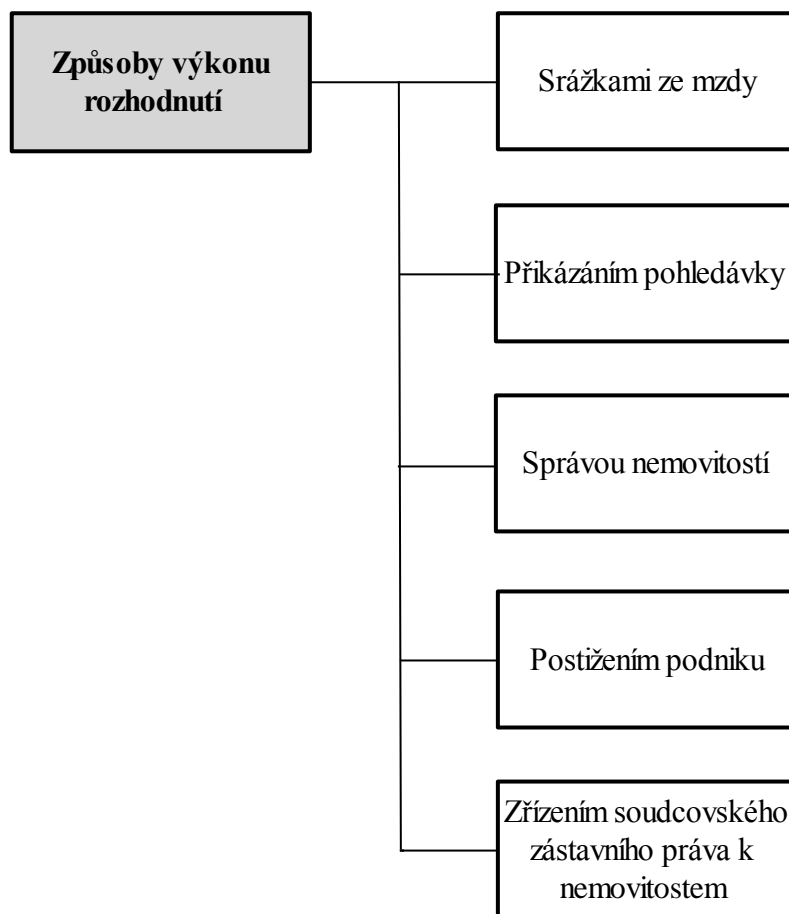 Způsoby výkonu
rozhodnutí
Srážkami ze mzdy
Přikázáním pohledávky
Správou nemovitostí
Postižením podniku
Zřízením soudcovského
zástavního práva k
nemovitostem